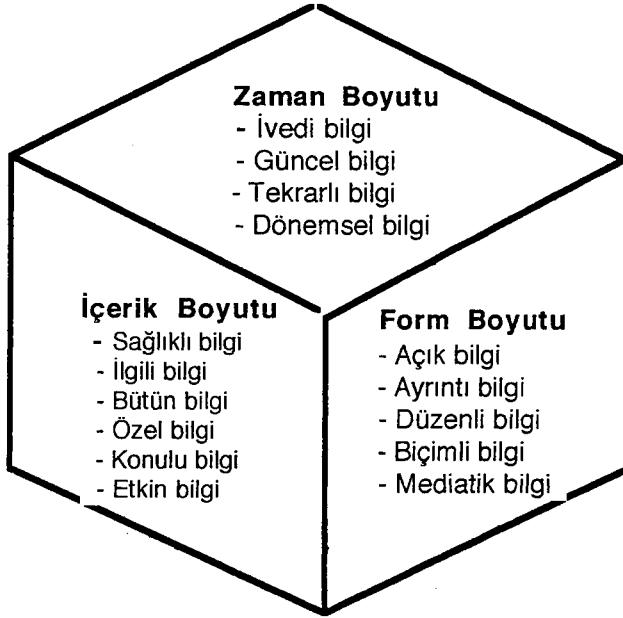 Zaman Boyutu
- İvedi bilgi
- Güncel bilgi
- Tekrarlı bilgi
- Dönemsel bilgi
İçerik Boyutu
- Sağlıklı bilgi
- İlgili bilgi
- Bütün bilgi
- Özel bilgi
- Konulu bilgi
- Etkin bilgi
Form Boyutu
- Açık bilgi
- Ayrıntı bilgi
- Düzenli bilgi
- Biçimli bilgi
- Mediatik bilgi